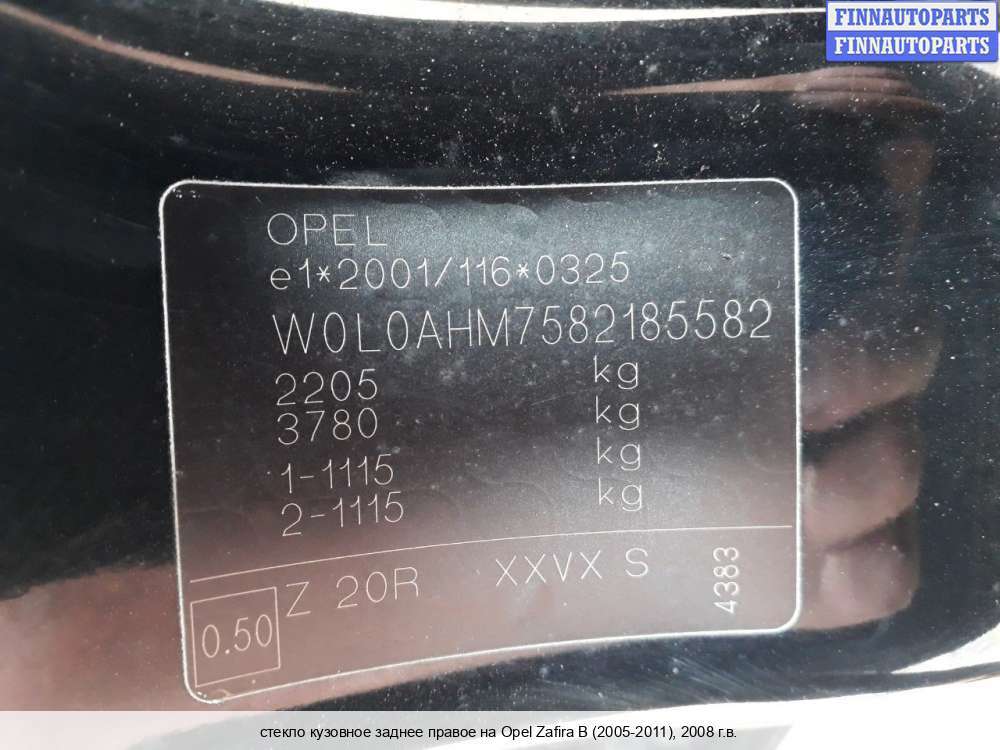 FINNAUTOPARTS
FINNAUTOPARTS
OPEL
e1*2001/116*0325
W0L0AHM7582185582
2205 kg
3780 kg
1-1115 kg
2-1115 kg
0.50 Z 20R XXVX S 4383
стекло кузовное заднее правое на Opel Zafira B (2005-2011), 2008 г.в.